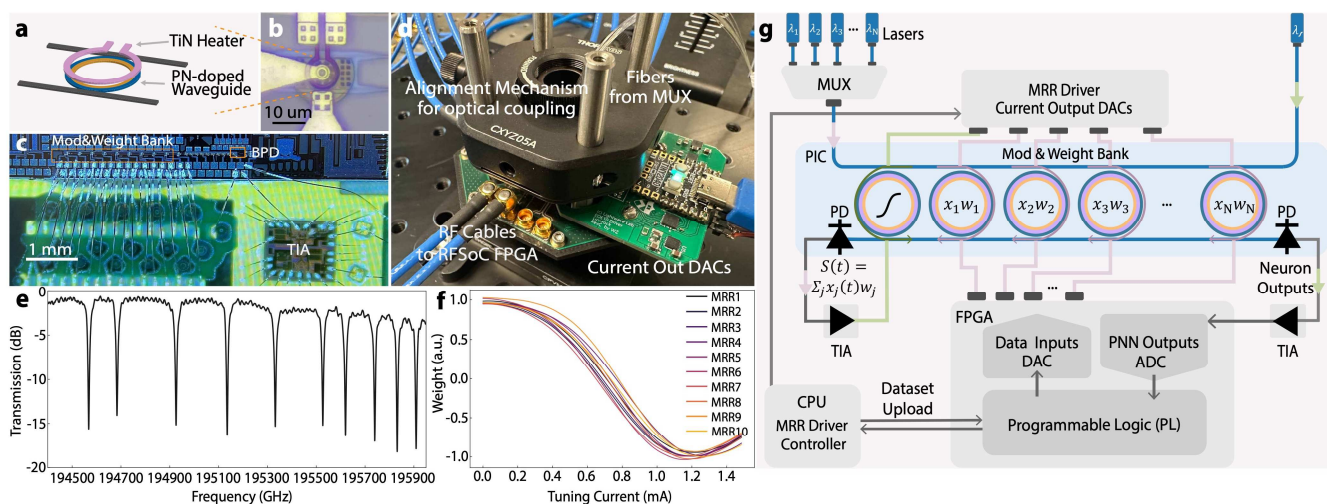 a
TiN Heater
PN-doped
Waveguide
b
10 um
c
Mod&Weight Bank
BPD
TIA
1 mm
d
Alignment Mechanism
for optical coupling
Fibers
from MUX
CXYZ05A
RF Cables
to RFSoC FPGA
Current Out DACs
e
Transmission (dB)
0
−5
−10
−15
−20
194500 194700 194900 195100 195300 195500 195700 195900
Frequency (GHz)
f
Weight (a.u.)
1.0
0.5
0.0
-0.5
-1.0
0.0 0.2 0.4 0.6 0.8 1.0 1.2 1.4
Tuning Current (mA)
MRR1
MRR2
MRR3
MRR4
MRR5
MRR6
MRR7
MRR8
MRR9
MRR10
g
λ1 λ2 λ3 ··· λN Lasers
MUX
MRR Driver
Current Output DACs
PIC
Mod & Weight Bank
x1w1 x2w2 x3w3 ... xNwN
PD
PD
S(t) =
Σjxj(t)wj
Neuron
Outputs
TIA
TIA
...
FPGA
Data Inputs
DAC
PNN Outputs
ADC
CPU
MRR Driver
Controller
Dataset
Upload
Programmable Logic (PL)